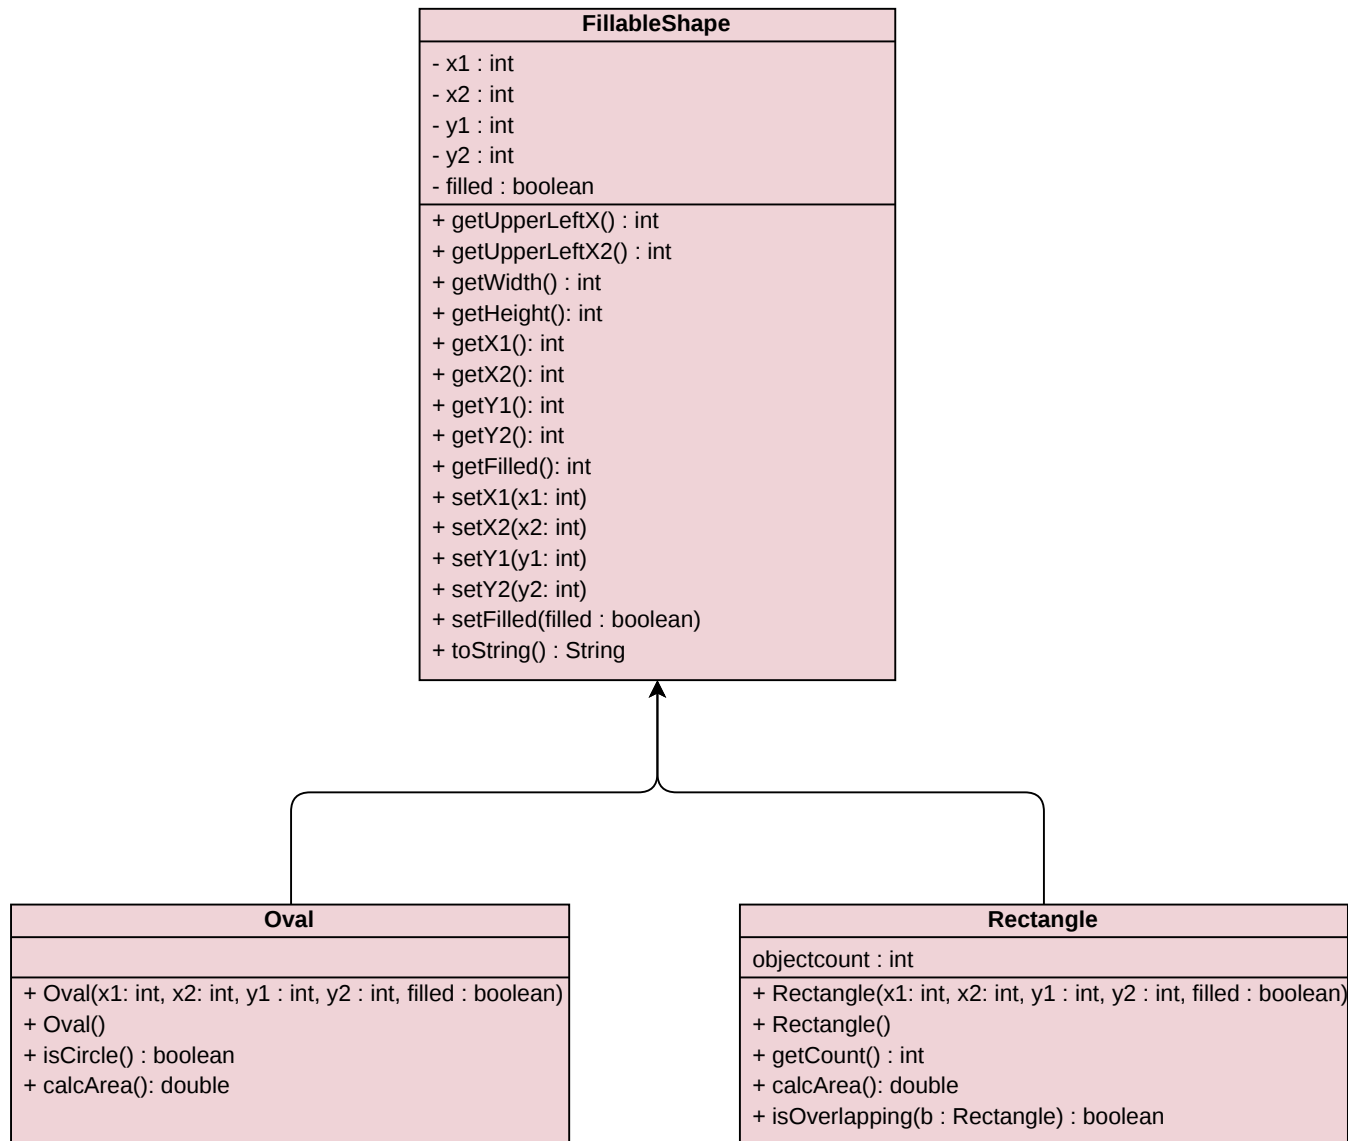 FillableShape
- x1 : int
- x2 : int
- y1 : int
- y2 : int
- filled : boolean
+ getUpperLeftX() : int
+ getUpperLeftX2() : int
+ getWidth() : int
+ getHeight(): int
+ getX1(): int
+ getX2(): int
+ getY1(): int
+ getY2(): int
+ getFilled(): int
+ setX1(x1: int)
+ setX2(x2: int)
+ setY1(y1: int)
+ setY2(y2: int)
+ setFilled(filled : boolean)
+ toString() : String
Oval
+ Oval(x1: int, x2: int, y1 : int, y2 : int, filled : boolean)
+ Oval()
+ isCircle() : boolean
+ calcArea(): double
Rectangle
objectcount : int
+ Rectangle(x1: int, x2: int, y1 : int, y2 : int, filled : boolean)
+ Rectangle()
+ getCount() : int
+ calcArea(): double
+ isOverlapping(b : Rectangle) : boolean